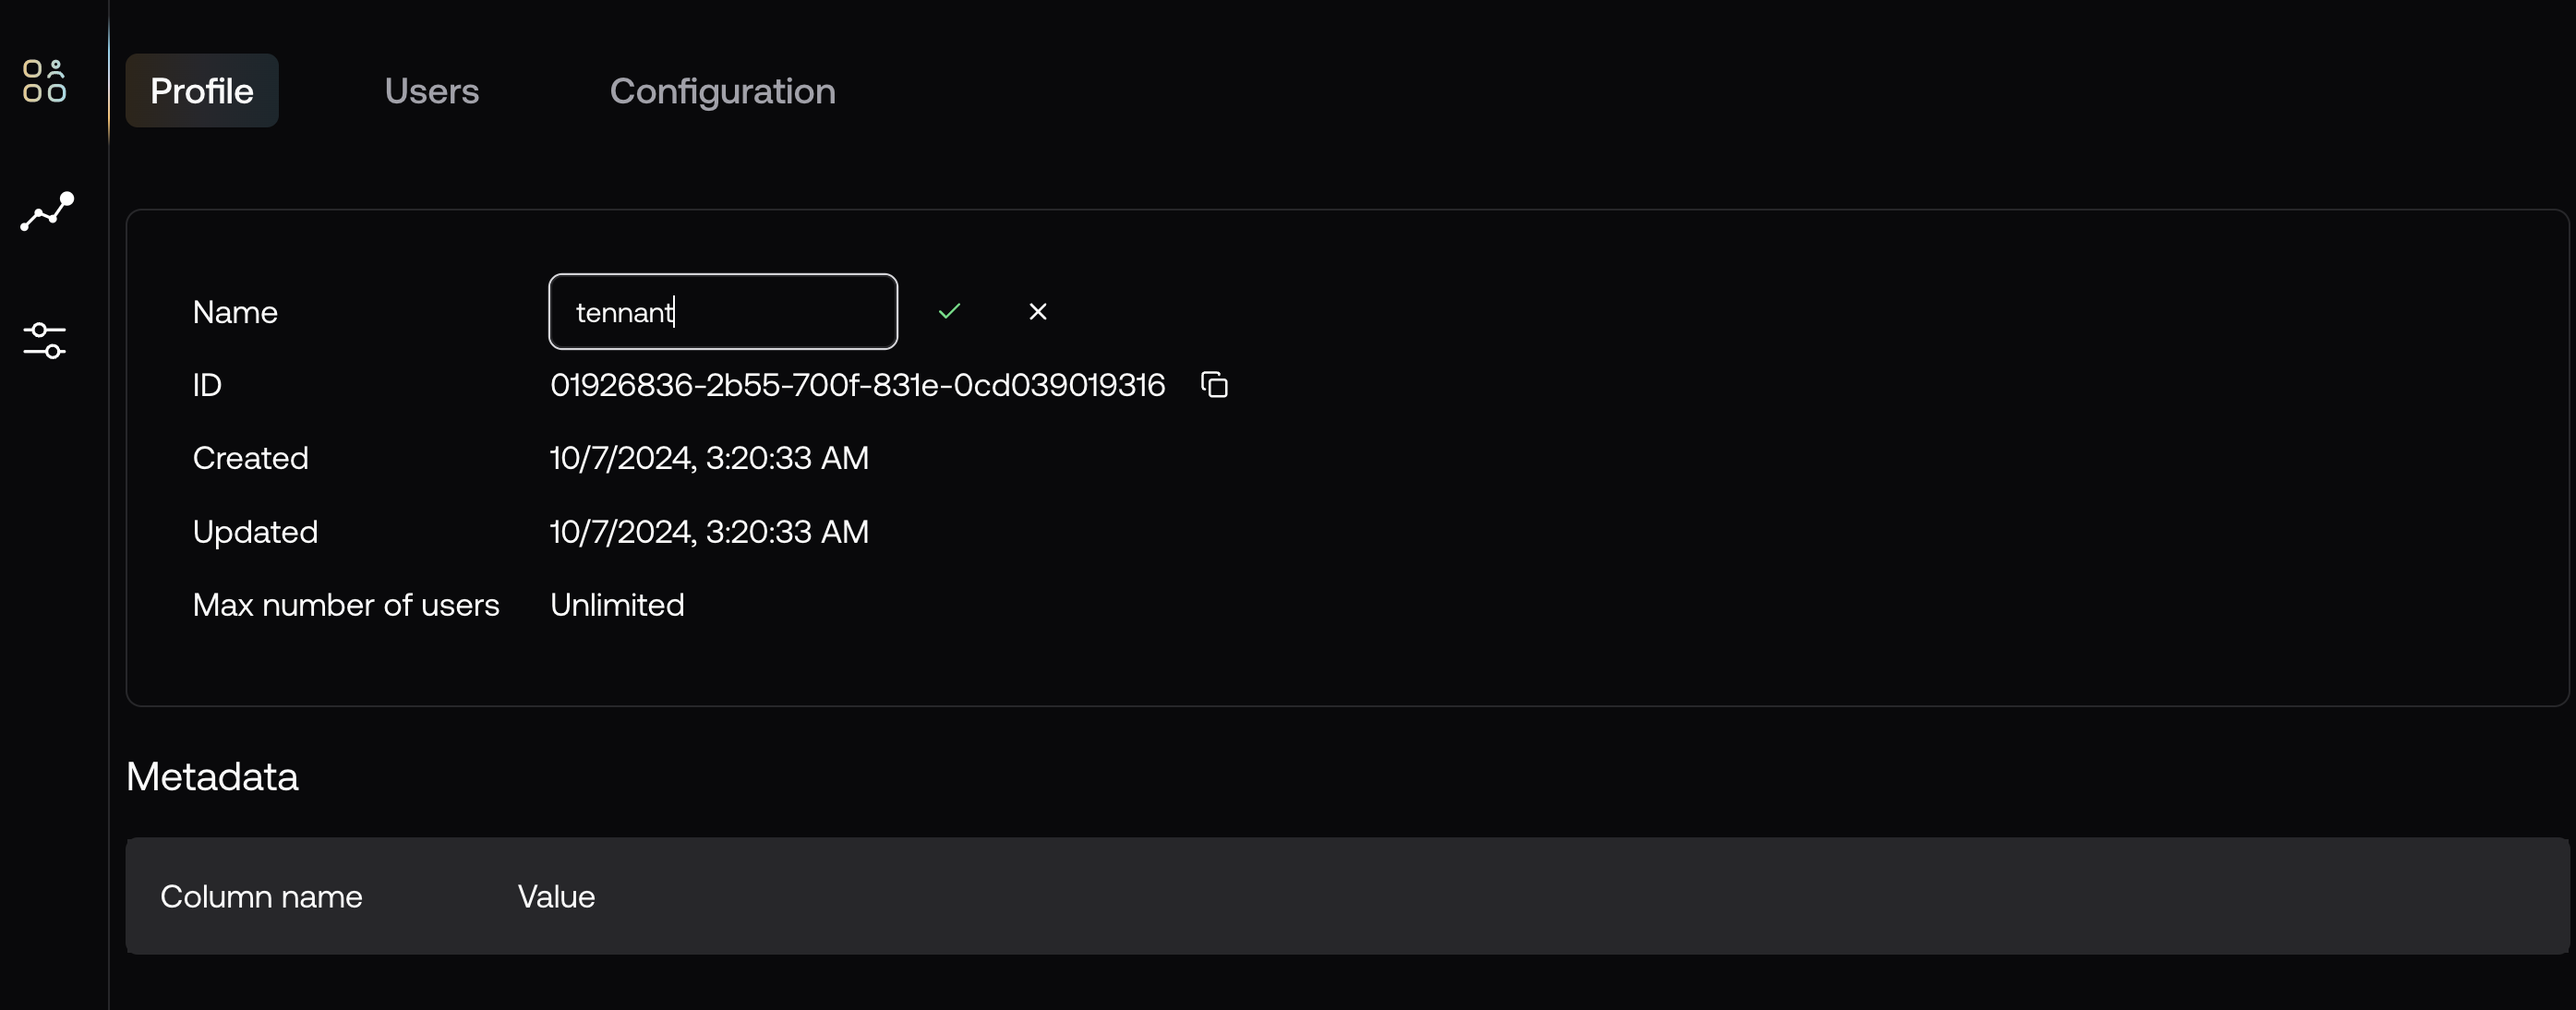 Profile Users Configuration
Name tennant
ID 01926836-2b55-700f-831e-0cd039019316
Created 10/7/2024, 3:20:33 AM
Updated 10/7/2024, 3:20:33 AM
Max number of users Unlimited
Metadata
Column name Value